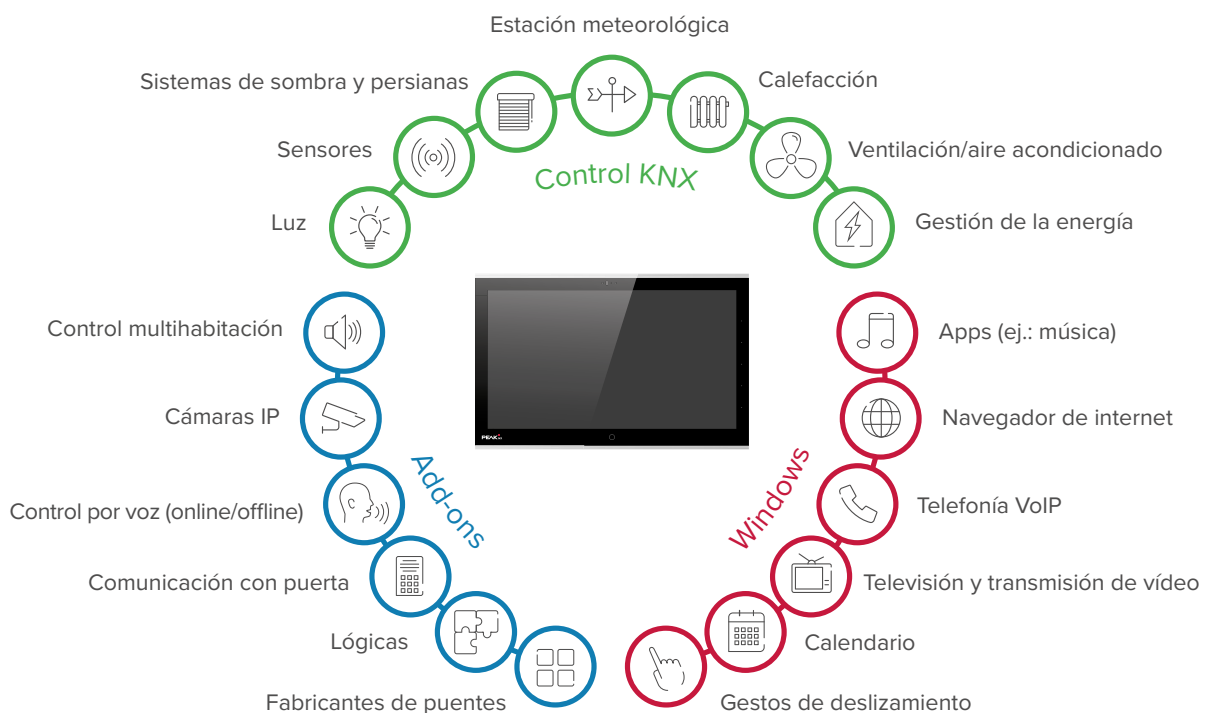 Estación meteorológica
Sistemas de sombra y persianas
Calefacción
Sensores
Ventilación/aire acondicionado
Control KNX
Luz
Gestión de la energía
Control multihabitación
Apps (ej.: música)
Cámaras IP
Navegador de internet
PEAK
Add-ons
Windows
Control por voz (online/offline)
Telefonía VoIP
Comunicación con puerta
Televisión y transmisión de vídeo
Lógicas
Calendario
Fabricantes de puentes
Gestos de deslizamiento